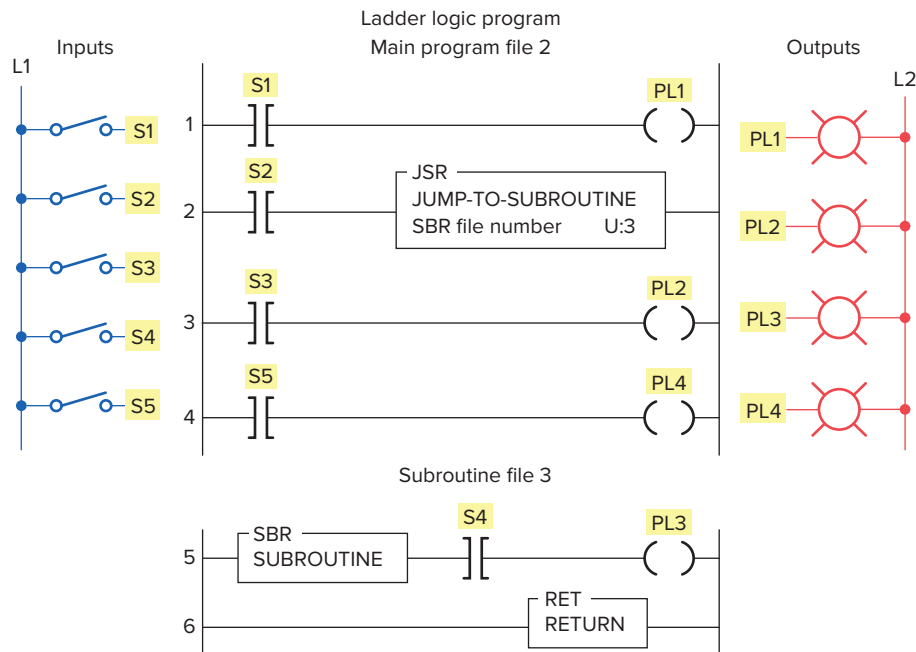 Ladder logic program
Inputs
Main program file 2
Outputs
L1
L2
S1
PL1
1
S1
PL1
S2
JSR
JUMP-TO-SUBROUTINE
SBR file number U:3
2
S2
PL2
S3
S3
PL2
3
S4
PL3
S5
PL4
4
S5
PL4
Subroutine file 3
S4
PL3
SBR
SUBROUTINE
5
RET
RETURN
6